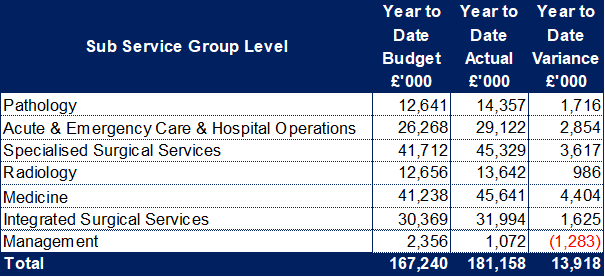 Sub Service Group Level Year to Date Budget £'000 Year to Date Actual £'000 Year to Date Variance £'000
Pathology 12,641 14,357 1,716
Acute & Emergency Care & Hospital Operations 26,268 29,122 2,854
Specialised Surgical Services 41,712 45,329 3,617
Radiology 12,656 13,642 986
Medicine 41,238 45,641 4,404
Integrated Surgical Services 30,369 31,994 1,625
Management 2,356 1,072 (1,283)
Total 167,240 181,158 13,918